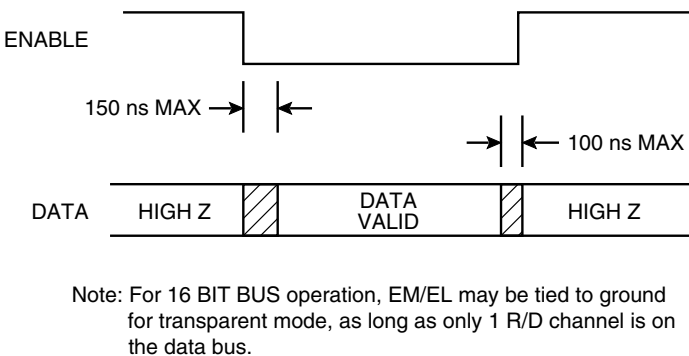 ENABLE
150 ns MAX
100 ns MAX
DATA
HIGH Z
DATA
VALID
HIGH Z
Note: For 16 BIT BUS operation, EM/EL may be tied to ground
for transparent mode, as long as only 1 R/D channel is on
the data bus.